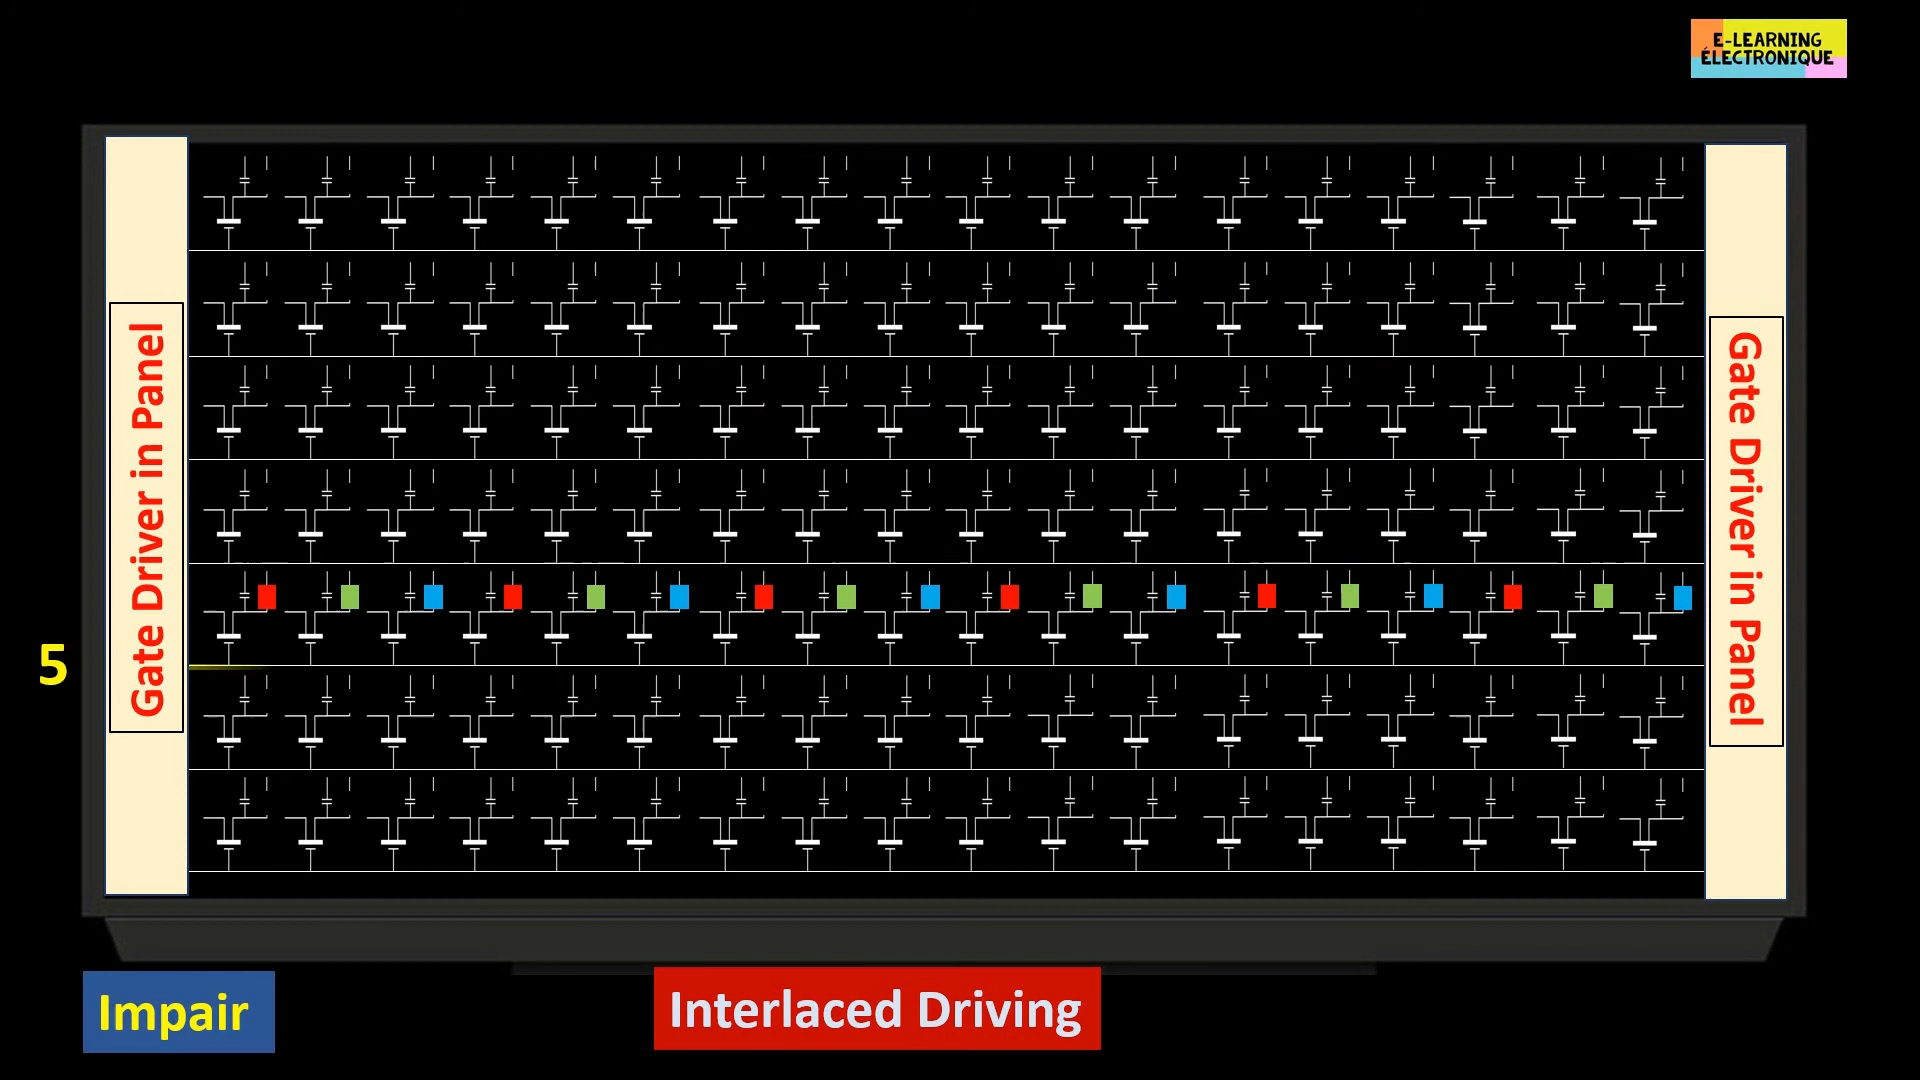 E-LEARNING
ÉLECTRONIQUE
Gate Driver in Panel
Gate Driver in Panel
5
Impair
Interlaced Driving